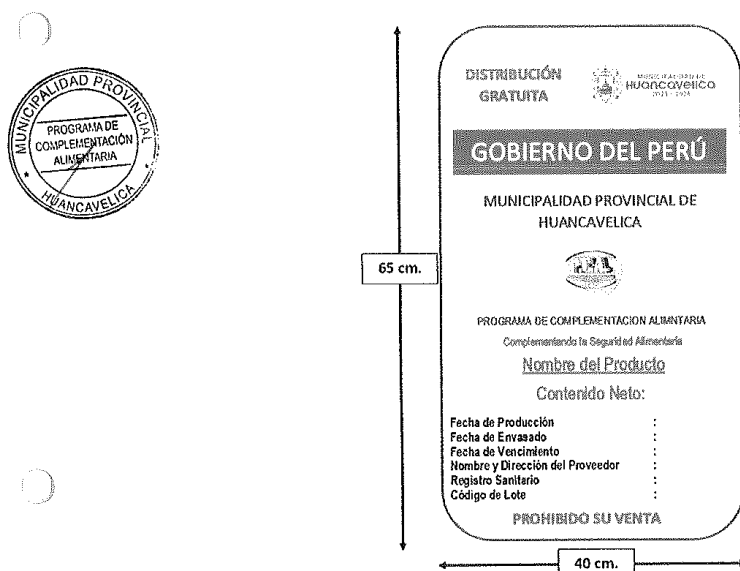 MUNICIPALIDAD PROVINCIAL
PROGRAMA DE
COMPLEMENTACIÓN
ALIMENTARIA
* HUANCAVELICA *
DISTRIBUCIÓN
GRATUITA
MUNICIPALIDAD DE
Huancavelica
GOBIERNO DEL PERÚ
MUNICIPALIDAD PROVINCIAL DE
HUANCAVELICA
65 cm.
PROGRAMA DE COMPLEMENTACION ALIMNTARIA
Complementando la Seguridad Alimentaria
Nombre del Producto
Contenido Neto:
Fecha de Producción :
Fecha de Envasado :
Fecha de Vencimiento :
Nombre y Dirección del Proveedor :
Registro Sanitario :
Código de Lote :
PROHIBIDO SU VENTA
40 cm.